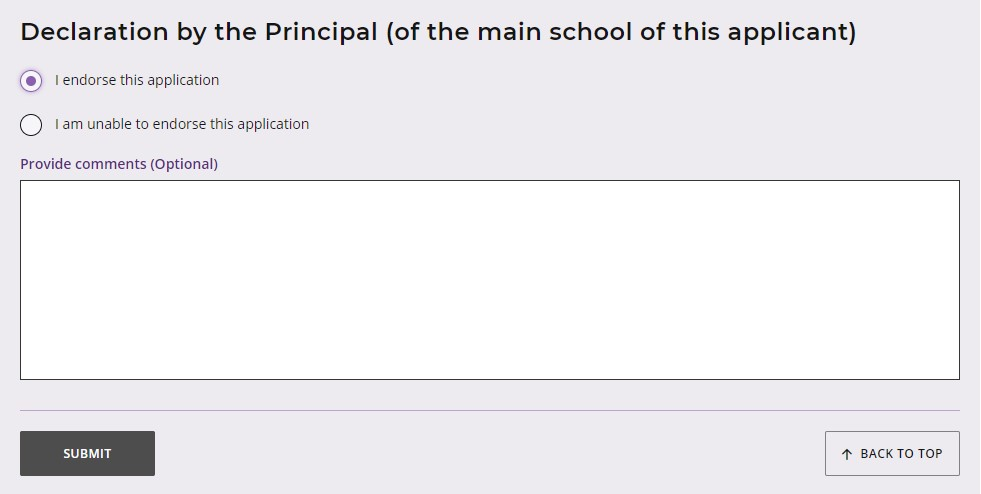 Declaration by the Principal (of the main school of this applicant)
I endorse this application
I am unable to endorse this application
Provide comments (Optional)
SUBMIT
BACK TO TOP